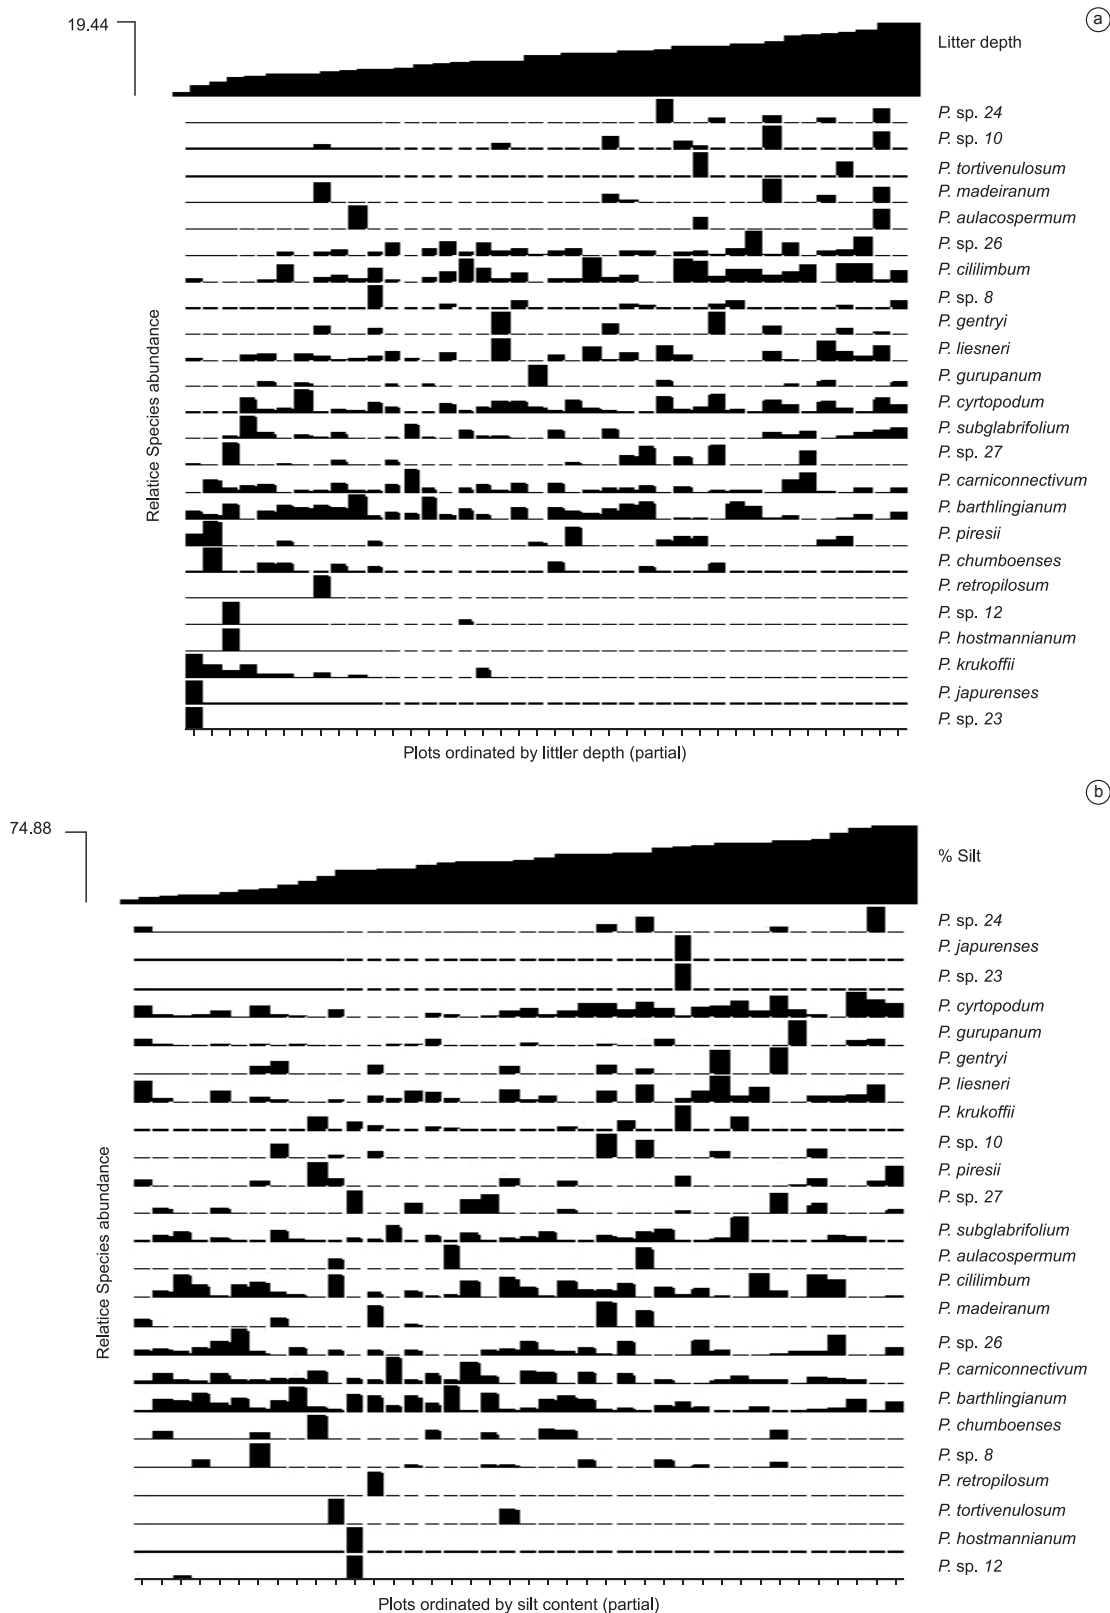 a
19.44
Litter depth
P. sp. 24
P. sp. 10
P. tortivenulosum
P. madeiranum
P. aulacospermum
P. sp. 26
P. cililimbum
P. sp. 8
P. gentryi
P. liesneri
P. gurupanum
P. cyrtopodum
P. subglabrifolium
P. sp. 27
P. carniconnectivum
P. barthlingianum
P. piresii
P. chumboenses
P. retropilosum
P. sp. 12
P. hostmannianum
P. krukoffii
P. japurenses
P. sp. 23
Relatice Species abundance
Plots ordinated by littler depth (partial)
b
74.88
% Silt
P. sp. 24
P. japurenses
P. sp. 23
P. cyrtopodum
P. gurupanum
P. gentryi
P. liesneri
P. krukoffii
P. sp. 10
P. piresii
P. sp. 27
P. subglabrifolium
P. aulacospermum
P. cililimbum
P. madeiranum
P. sp. 26
P. carniconnectivum
P. barthlingianum
P. chumboenses
P. sp. 8
P. retropilosum
P. tortivenulosum
P. hostmannianum
P. sp. 12
Relatice Species abundance
Plots ordinated by silt content (partial)